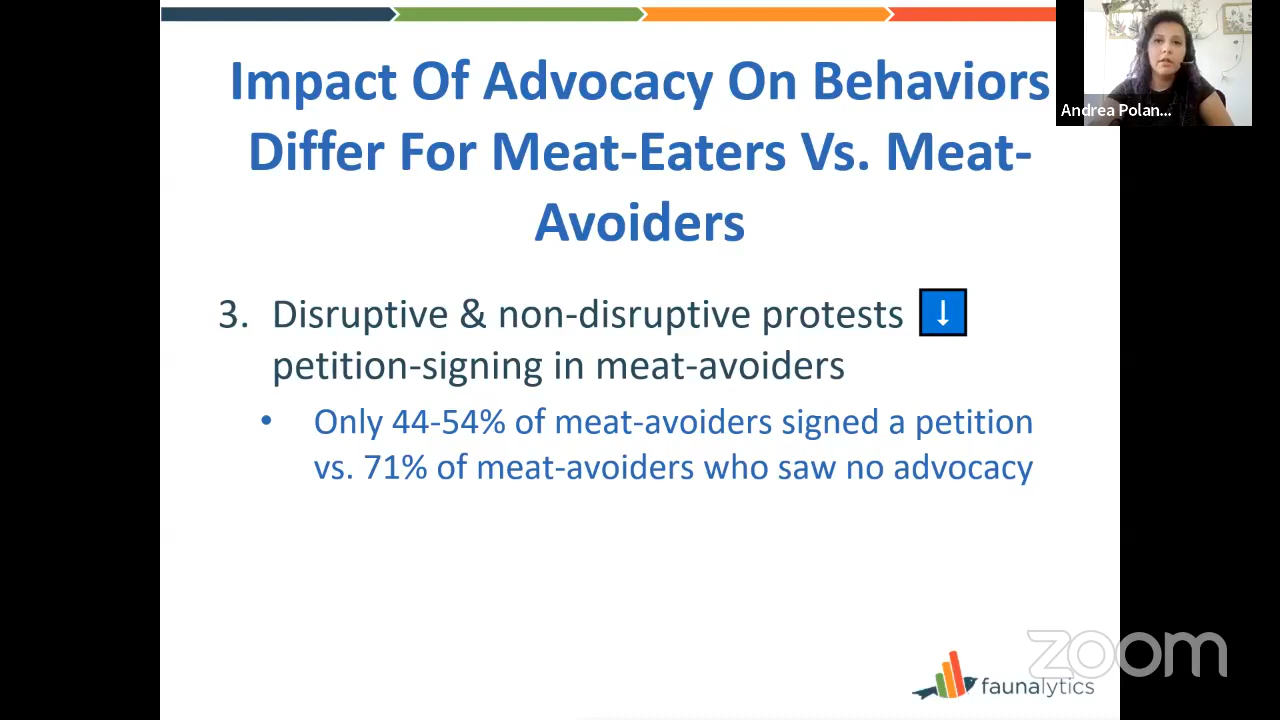 Impact Of Advocacy On Behaviors
Differ For Meat-Eaters Vs. Meat-
Avoiders
Andrea Polan...
3. Disruptive & non-disruptive protests ↓
petition-signing in meat-avoiders
• Only 44-54% of meat-avoiders signed a petition
vs. 71% of meat-avoiders who saw no advocacy
zoom
faunalytics